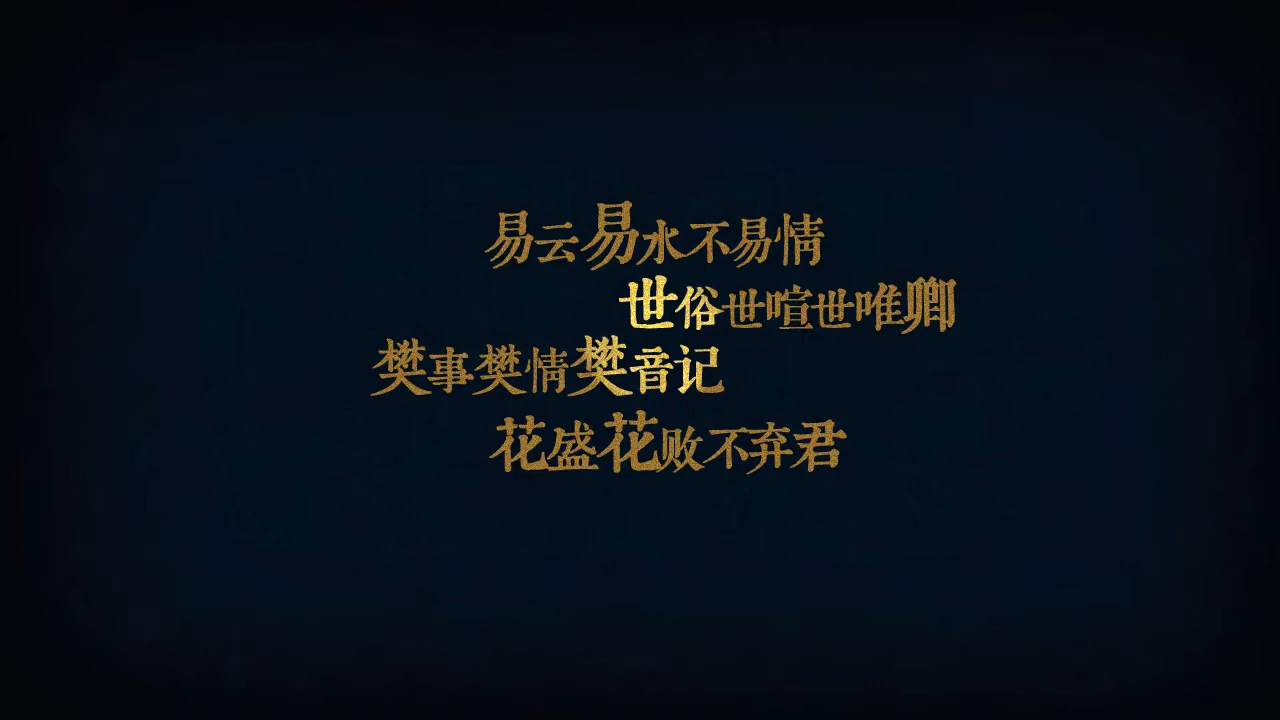 易云易水不易情
世俗世喧世唯卿
樊事樊情樊音记
花盛花败不弃君